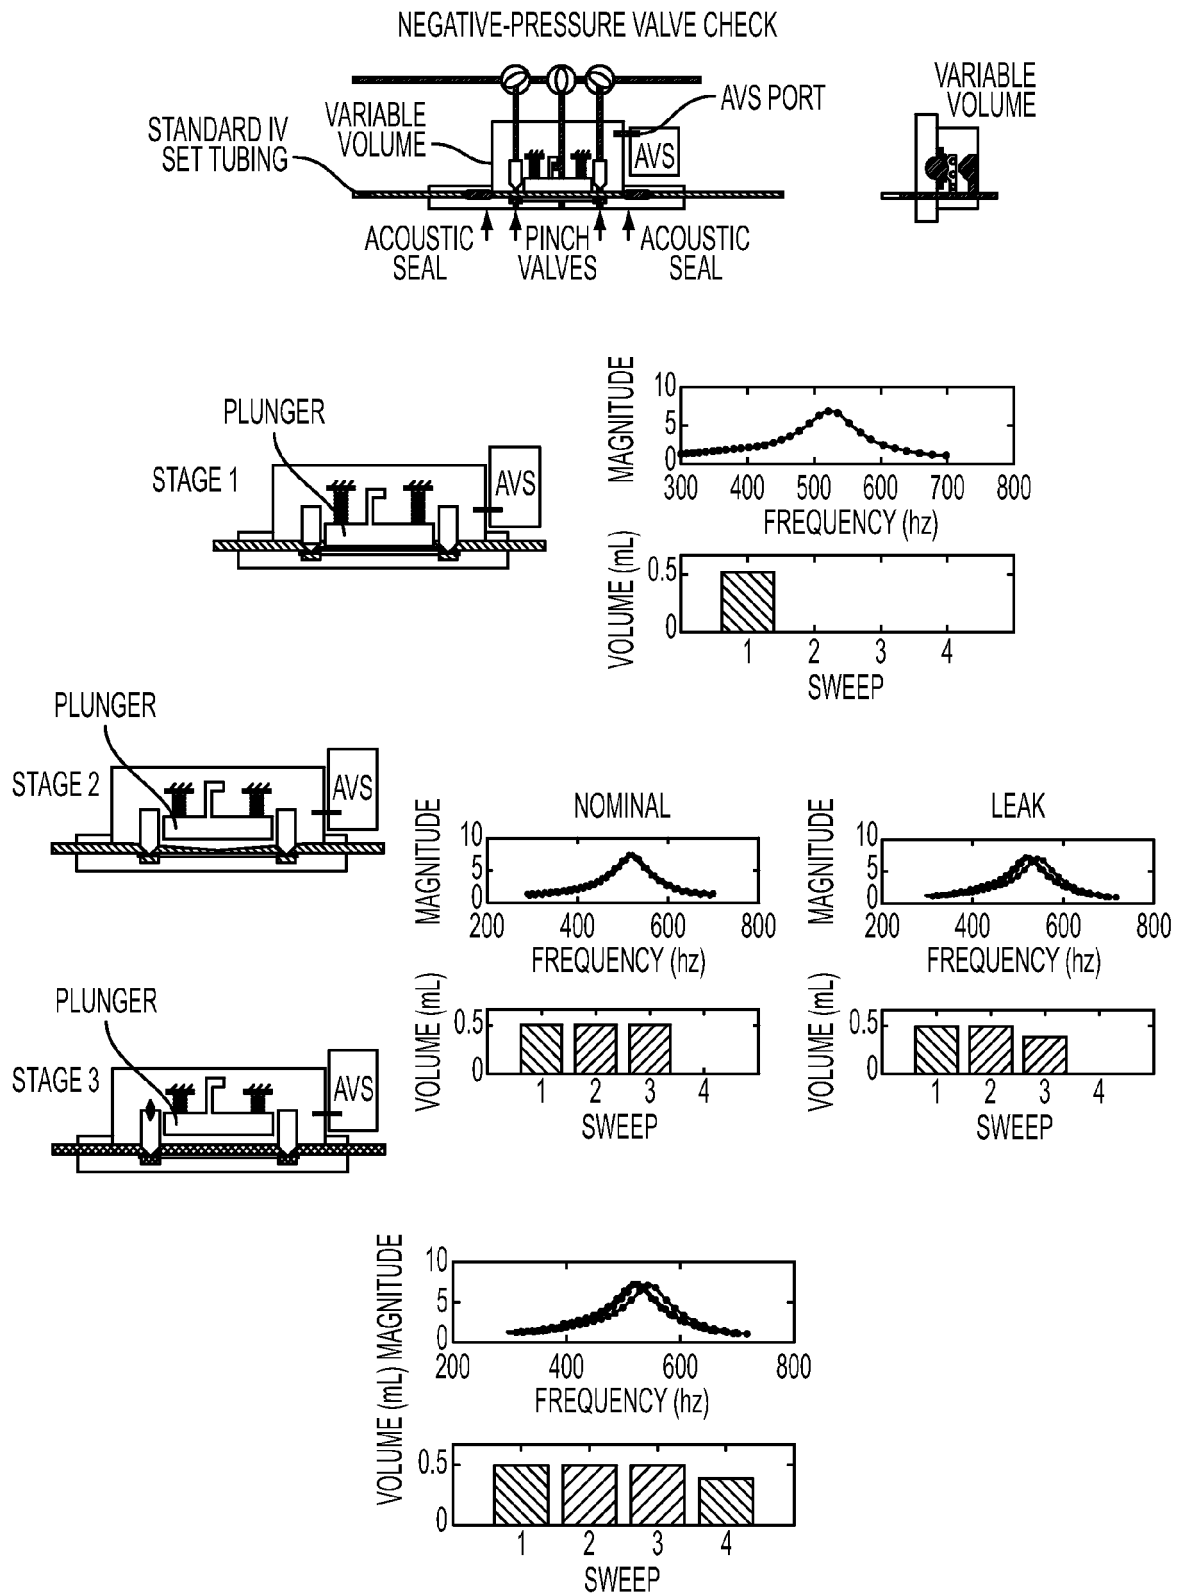 NEGATIVE-PRESSURE VALVE CHECK
VARIABLE
VOLUME
AVS PORT
STANDARD IV
SET TUBING
AVS
ACOUSTIC
SEAL
PINCH
VALVES
ACOUSTIC
SEAL
VARIABLE
VOLUME
STAGE 1
PLUNGER
AVS
MAGNITUDE
10
5
0
300 400 500 600 700 800
FREQUENCY (hz)
VOLUME (mL)
0.5
0
1 2 3 4
SWEEP
STAGE 2
PLUNGER
AVS
NOMINAL
MAGNITUDE
10
5
0
200 400 600 800
FREQUENCY (hz)
LEAK
MAGNITUDE
10
5
0
200 400 600 800
FREQUENCY (hz)
STAGE 3
PLUNGER
AVS
VOLUME (mL)
0.5
0
1 2 3 4
SWEEP
VOLUME (mL)
0.5
0
1 2 3 4
SWEEP
VOLUME (mL) MAGNITUDE
10
5
0
200 400 600 800
FREQUENCY (hz)
0.5
0
1 2 3 4
SWEEP